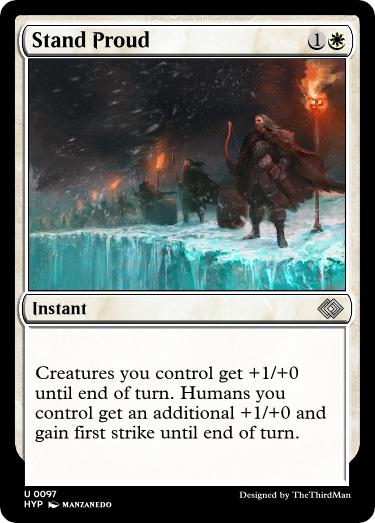 Stand Proud 1
Instant
Creatures you control get +1/+0
until end of turn. Humans you
control get an additional +1/+0 and
gain first strike until end of turn.
U 0097
HYP MANZANEDO
Designed by TheThirdMan